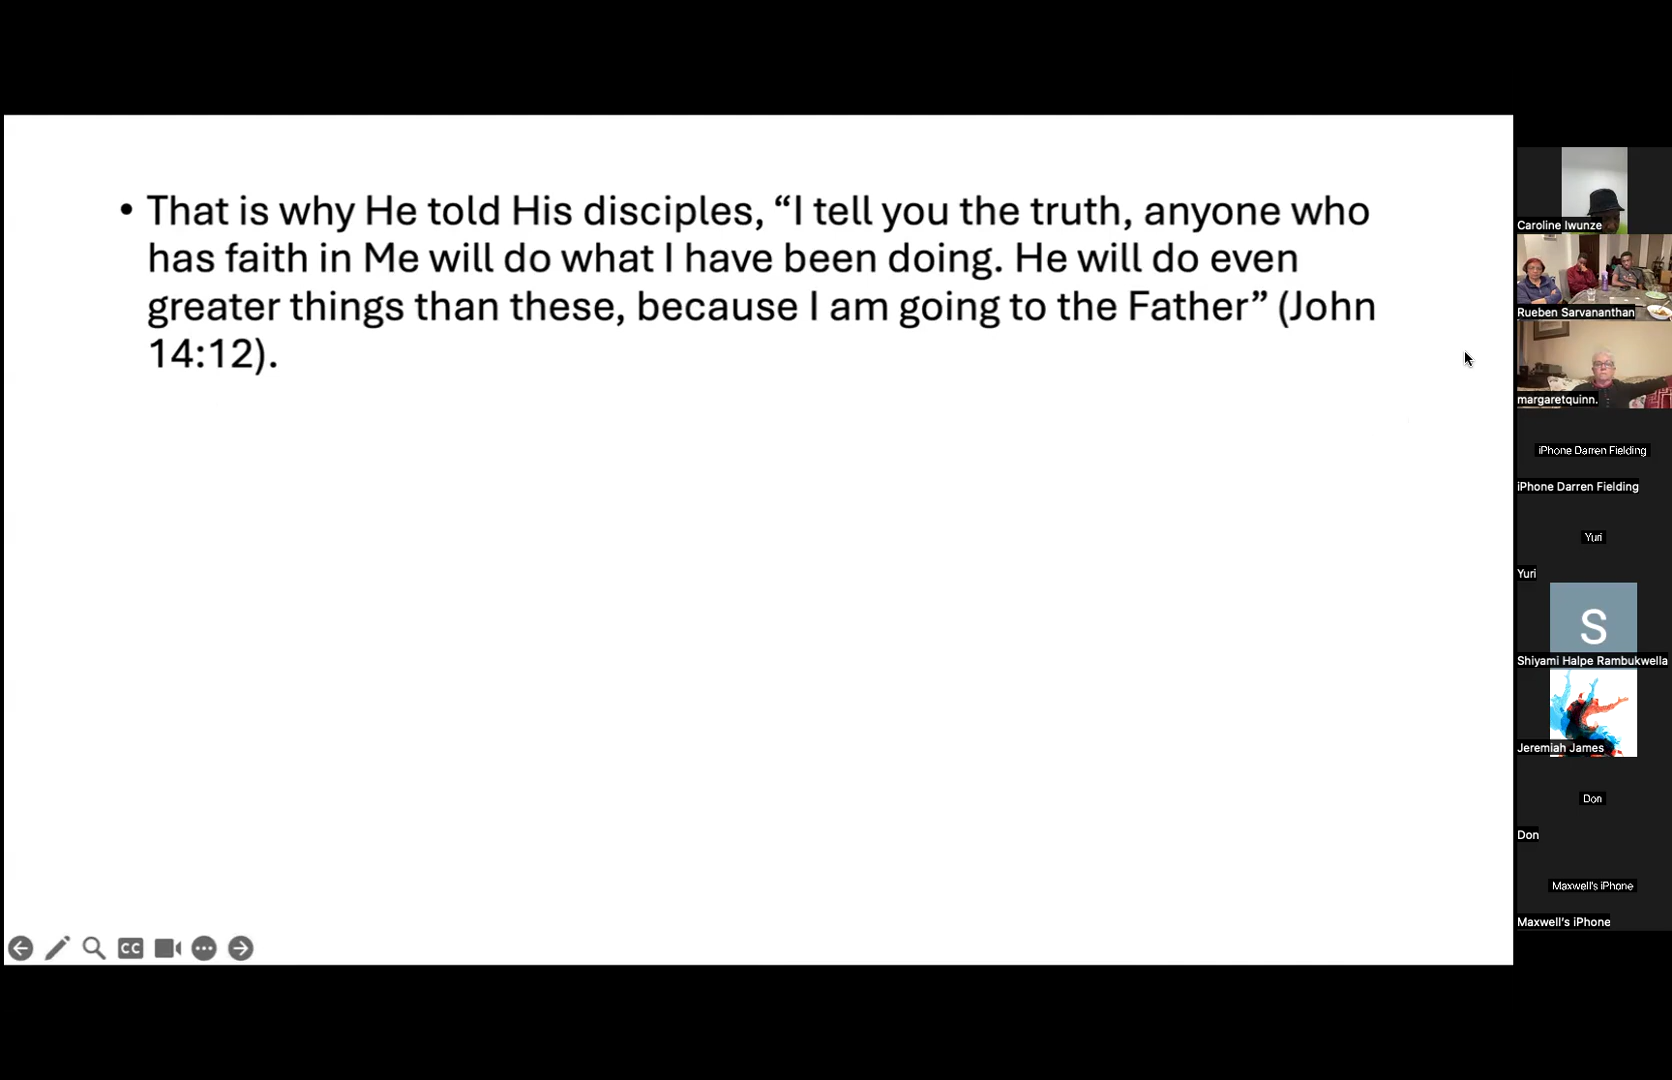 • That is why He told His disciples, “I tell you the truth, anyone who
has faith in Me will do what I have been doing. He will do even
greater things than these, because I am going to the Father” (John
14:12).
Caroline Iwunze
Rueben Sarvananthan
margaretquinn.
iPhone Darren Fielding
iPhone Darren Fielding
Yuri
Yuri
S
Shiyami Halpe Rambukwella
Jeremiah James
Don
Don
Maxwell's iPhone
Maxwell's iPhone
CC